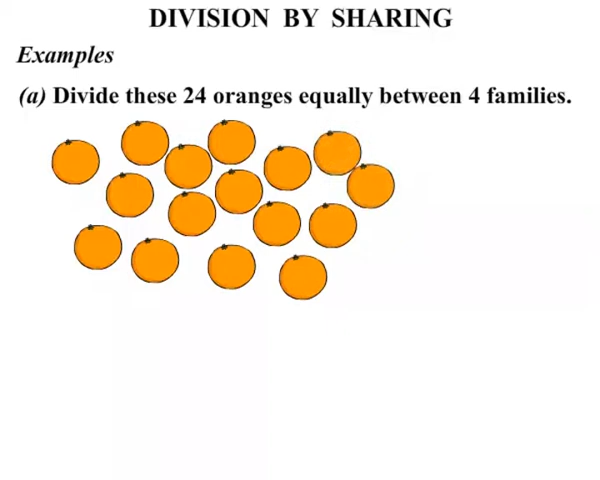 DIVISION BY SHARING
Examples
(a) Divide these 24 oranges equally between 4 families.